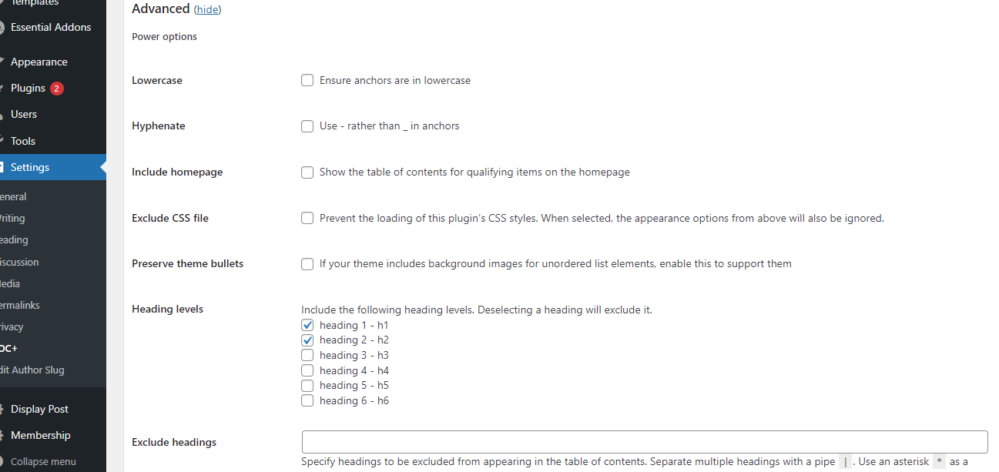 Templates
Essential Addons
Appearance
Plugins 2
Users
Tools
Settings
eneral
riting
eading
iscussion
edia
ermalinks
rivacy
OC+
dit Author Slug
Display Post
Membership
Collapse menu
Advanced (hide)
Power options
Lowercase
Ensure anchors are in lowercase
Hyphenate
Use - rather than _ in anchors
Include homepage
Show the table of contents for qualifying items on the homepage
Exclude CSS file
Prevent the loading of this plugin's CSS styles. When selected, the appearance options from above will also be ignored.
Preserve theme bullets
If your theme includes background images for unordered list elements, enable this to support them
Heading levels
Include the following heading levels. Deselecting a heading will exclude it.
heading 1 - h1
heading 2 - h2
heading 3 - h3
heading 4 - h4
heading 5 - h5
heading 6 - h6
Exclude headings
Specify headings to be excluded from appearing in the table of contents. Separate multiple headings with a pipe | . Use an asterisk * as a